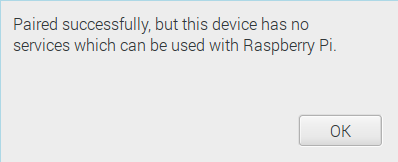 Paired successfully, but this device has no
services which can be used with Raspberry Pi.
OK